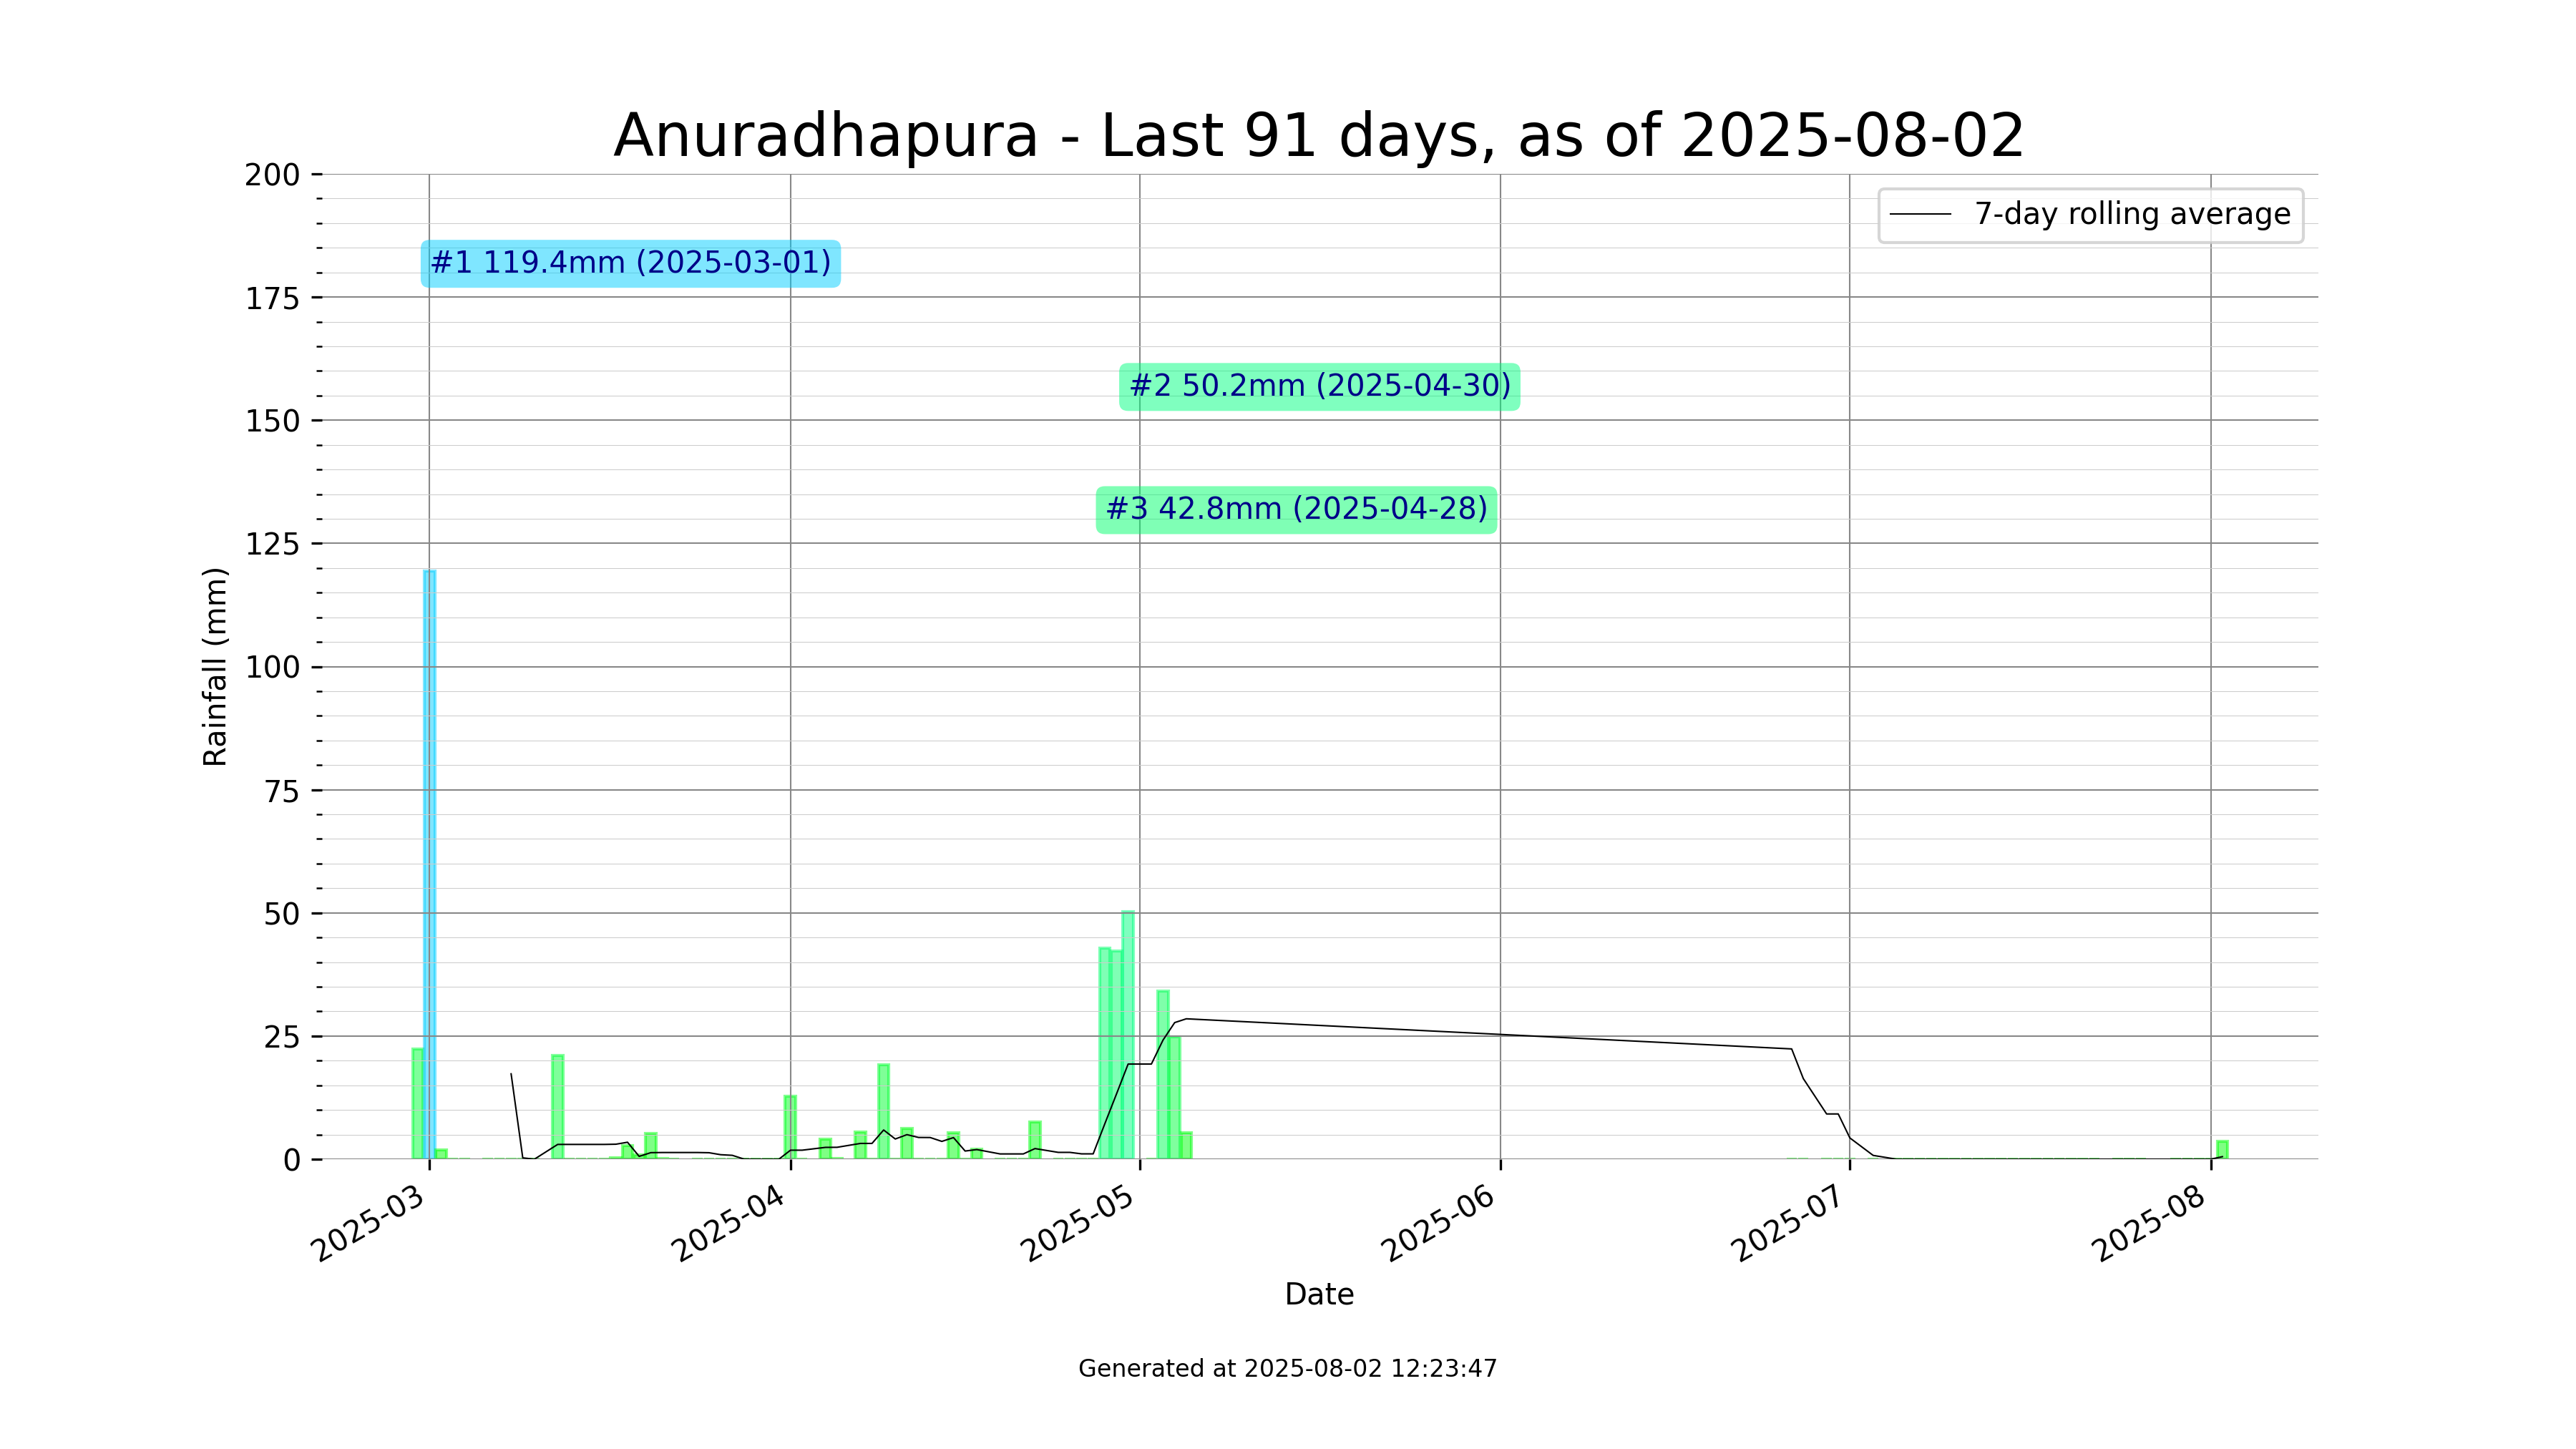 Anuradhapura - Last 91 days, as of 2025-08-02
200
175
150
125
100
75
50
25
0
Rainfall (mm)
7-day rolling average
#1 119.4mm (2025-03-01)
#2 50.2mm (2025-04-30)
#3 42.8mm (2025-04-28)
2025-03
2025-04
2025-05
2025-06
2025-07
2025-08
Date
Generated at 2025-08-02 12:23:47